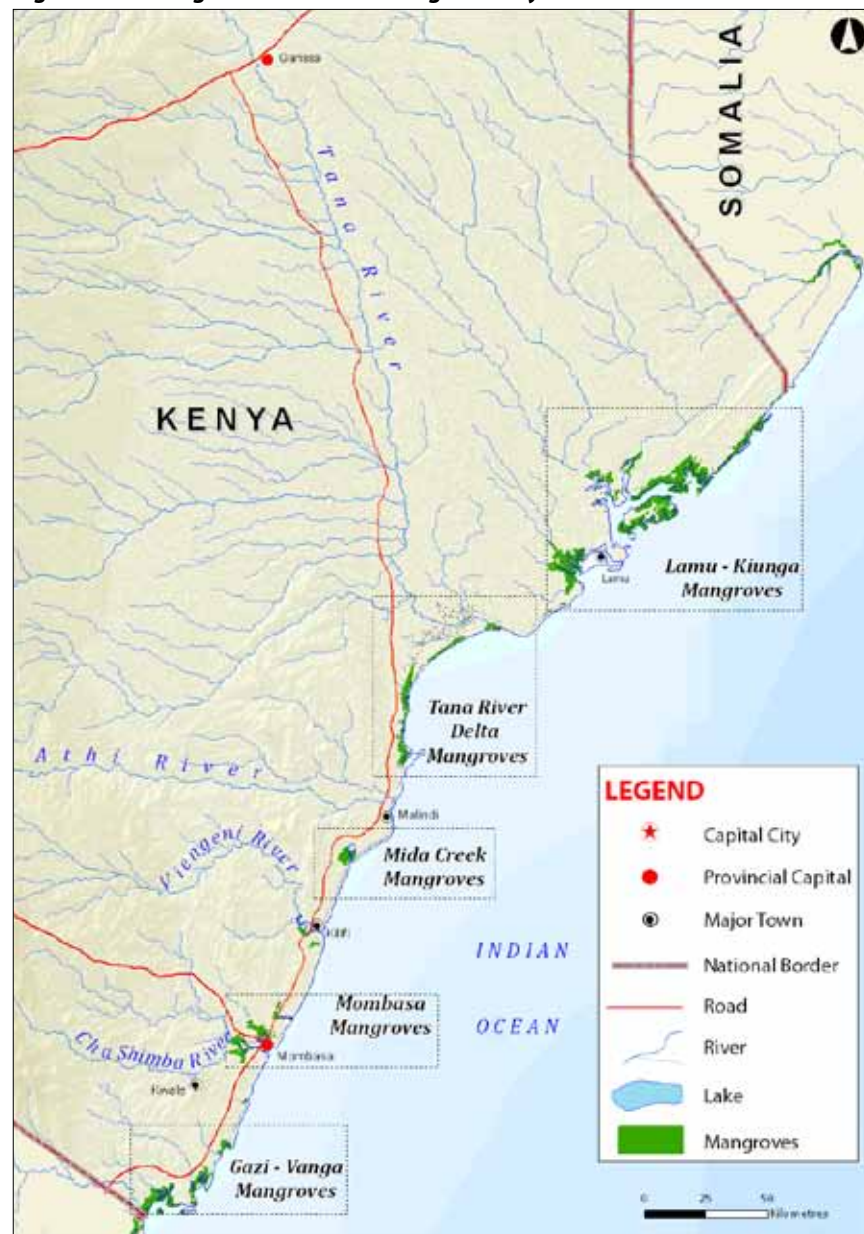 SOMALIA
Garissa
Tana River
KENYA
Lamu
Lamu - Kiunga
Mangroves
Tana River
Delta
Mangroves
Athi River
Malindi
Mida Creek
Mangroves
River
Kilifi
INDIAN
OCEAN
Mombasa
Mangroves
Cha Shimba River
Mombasa
Kwale
Gazi - Vanga
Mangroves
LEGEND
Capital City
Provincial Capital
Major Town
National Border
Road
River
Lake
Mangroves
0 25 50
Kilometres